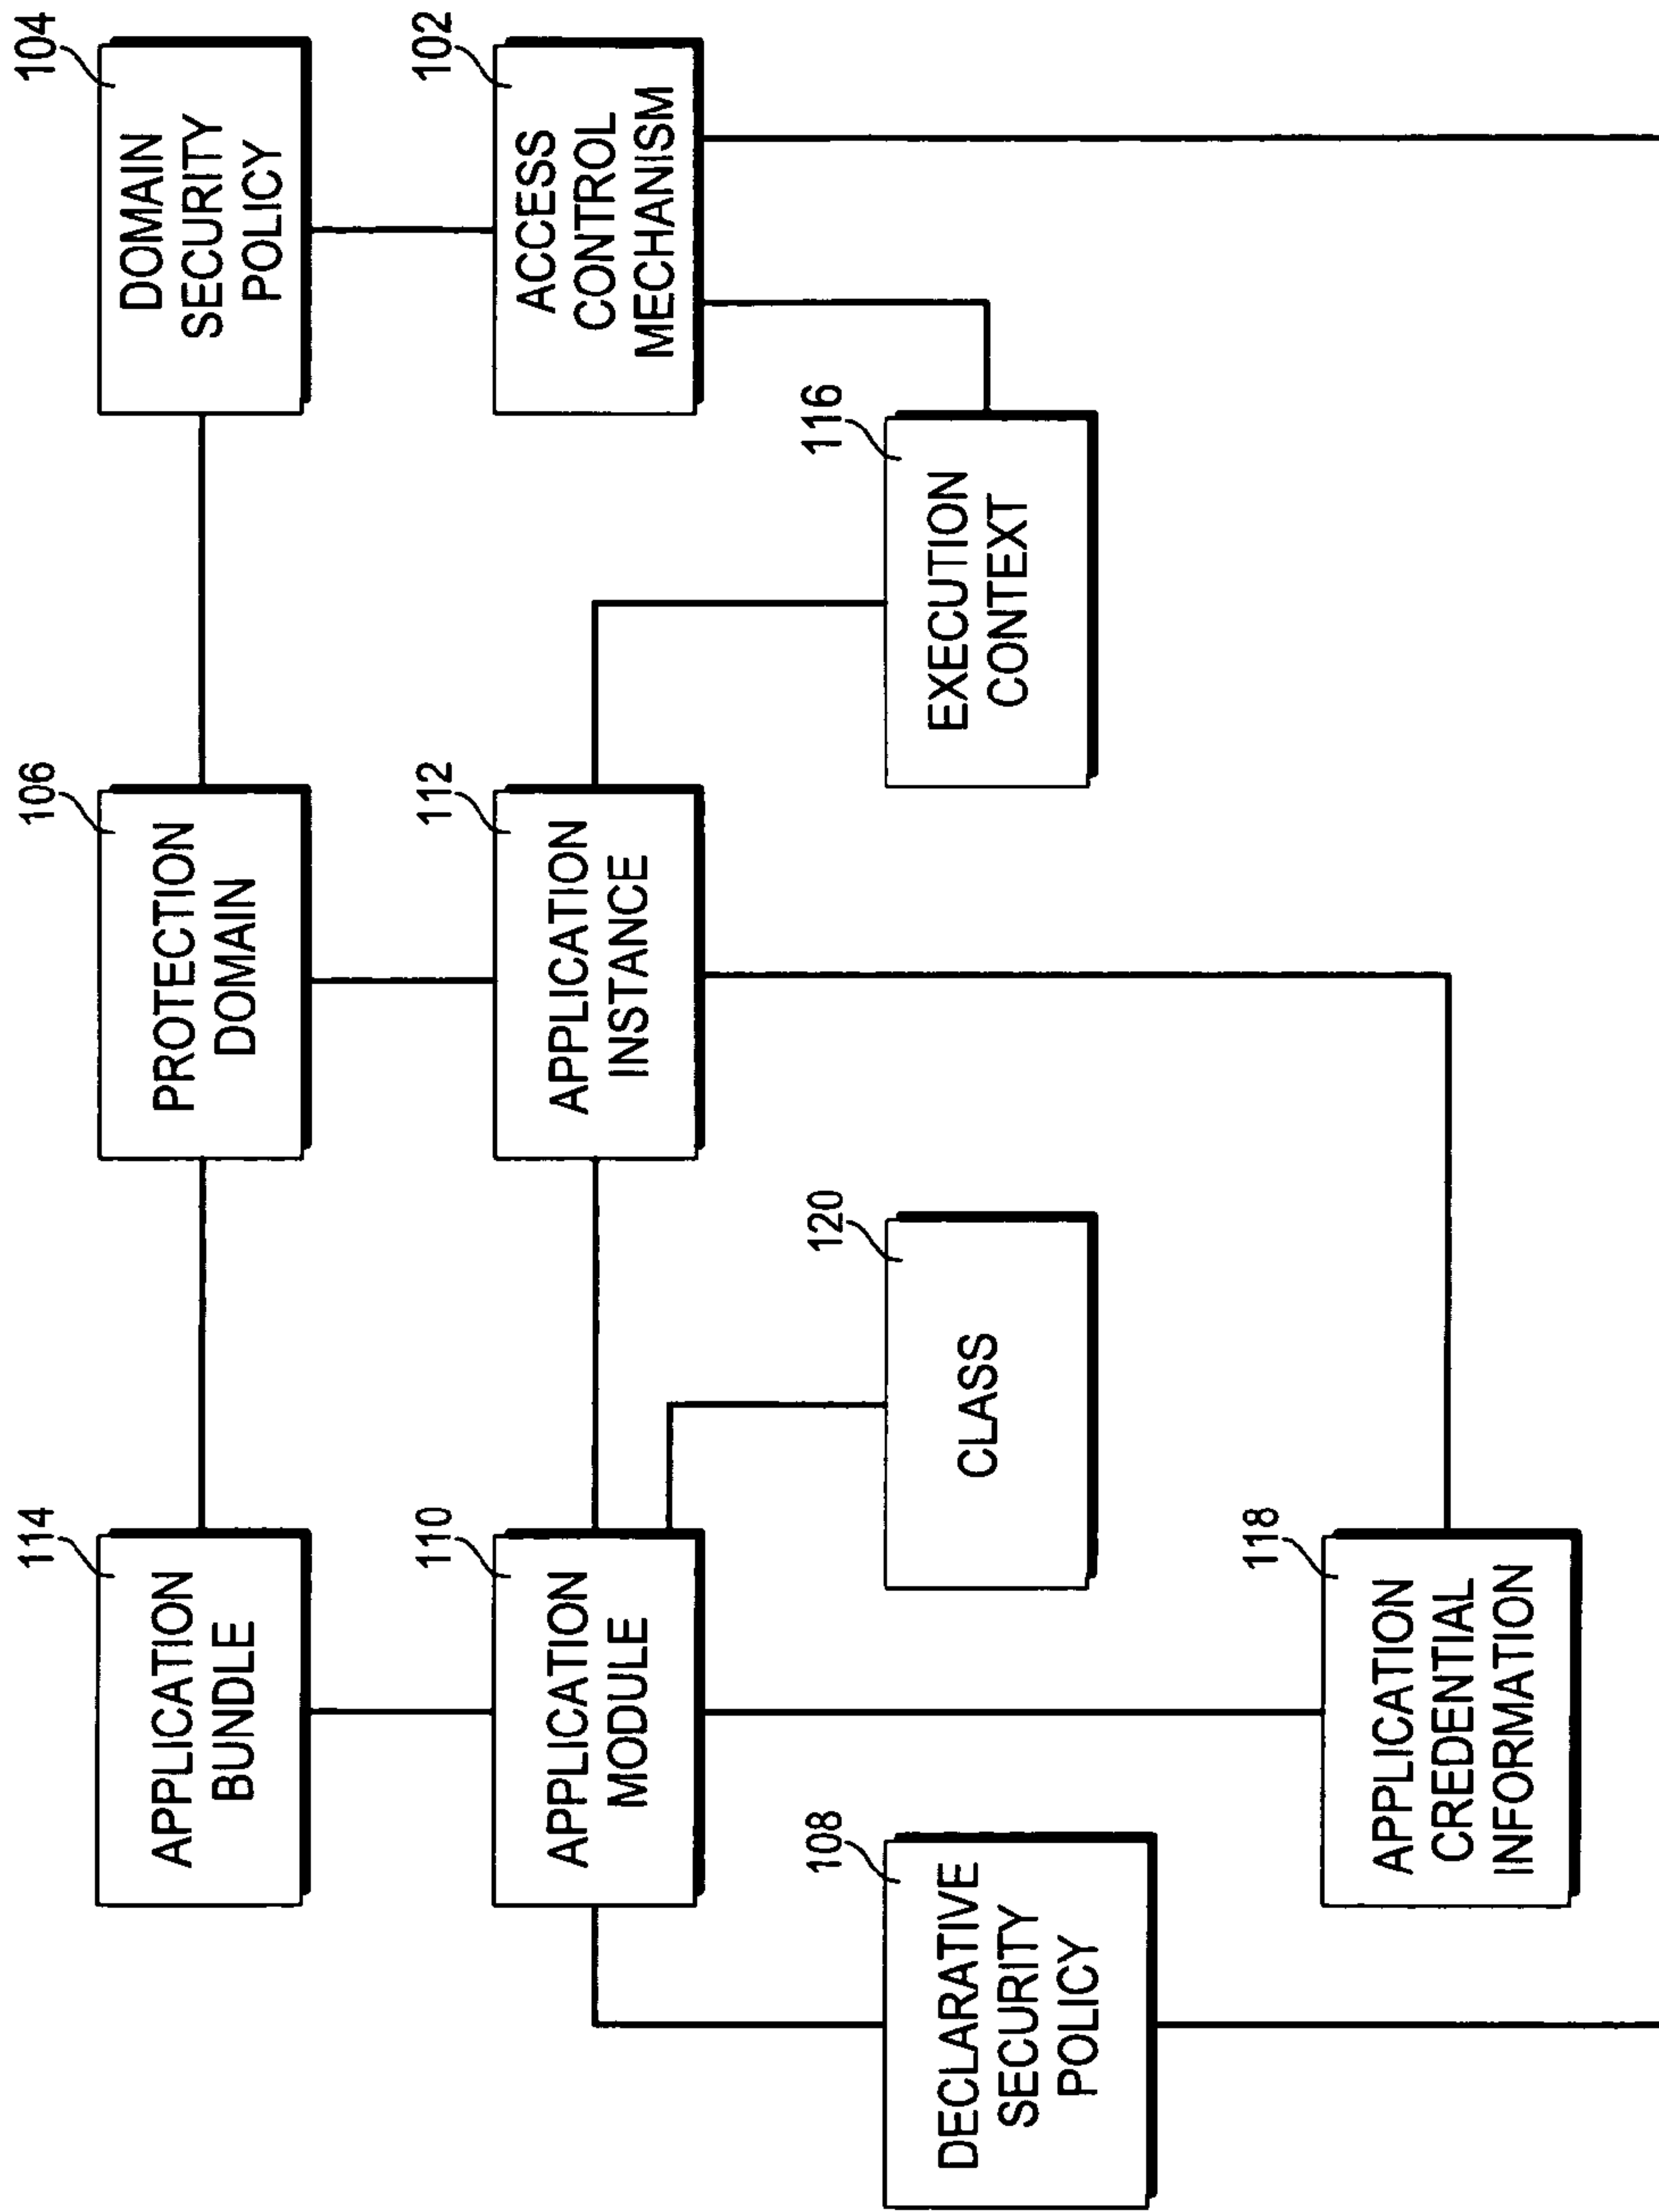 114
APPLICATION
BUNDLE
106
PROTECTION
DOMAIN
104
DOMAIN
SECURITY
POLICY
110
APPLICATION
MODULE
112
APPLICATION
INSTANCE
102
ACCESS
CONTROL
MECHANISM
108
DECLARATIVE
SECURITY
POLICY
120
CLASS
116
EXECUTION
CONTEXT
118
APPLICATION
CREDENTIAL
INFORMATION